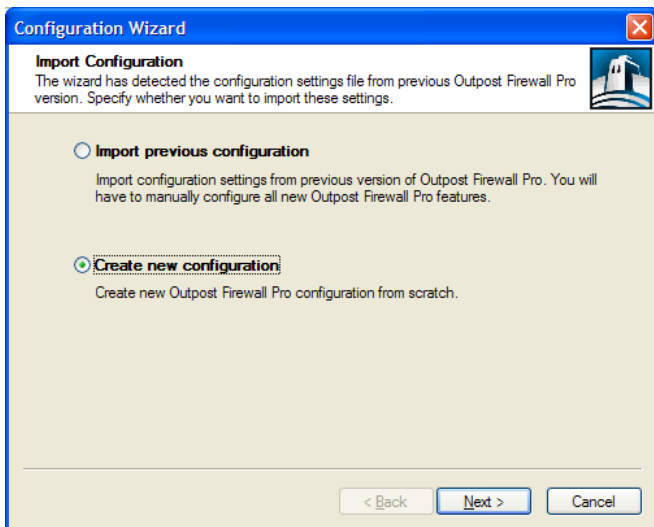 Configuration Wizard
Import Configuration
The wizard has detected the configuration settings file from previous Outpost Firewall Pro
version. Specify whether you want to import these settings.
Import previous configuration
Import configuration settings from previous version of Outpost Firewall Pro. You will
have to manually configure all new Outpost Firewall Pro features.
Create new configuration
Create new Outpost Firewall Pro configuration from scratch.
< Back
Next >
Cancel